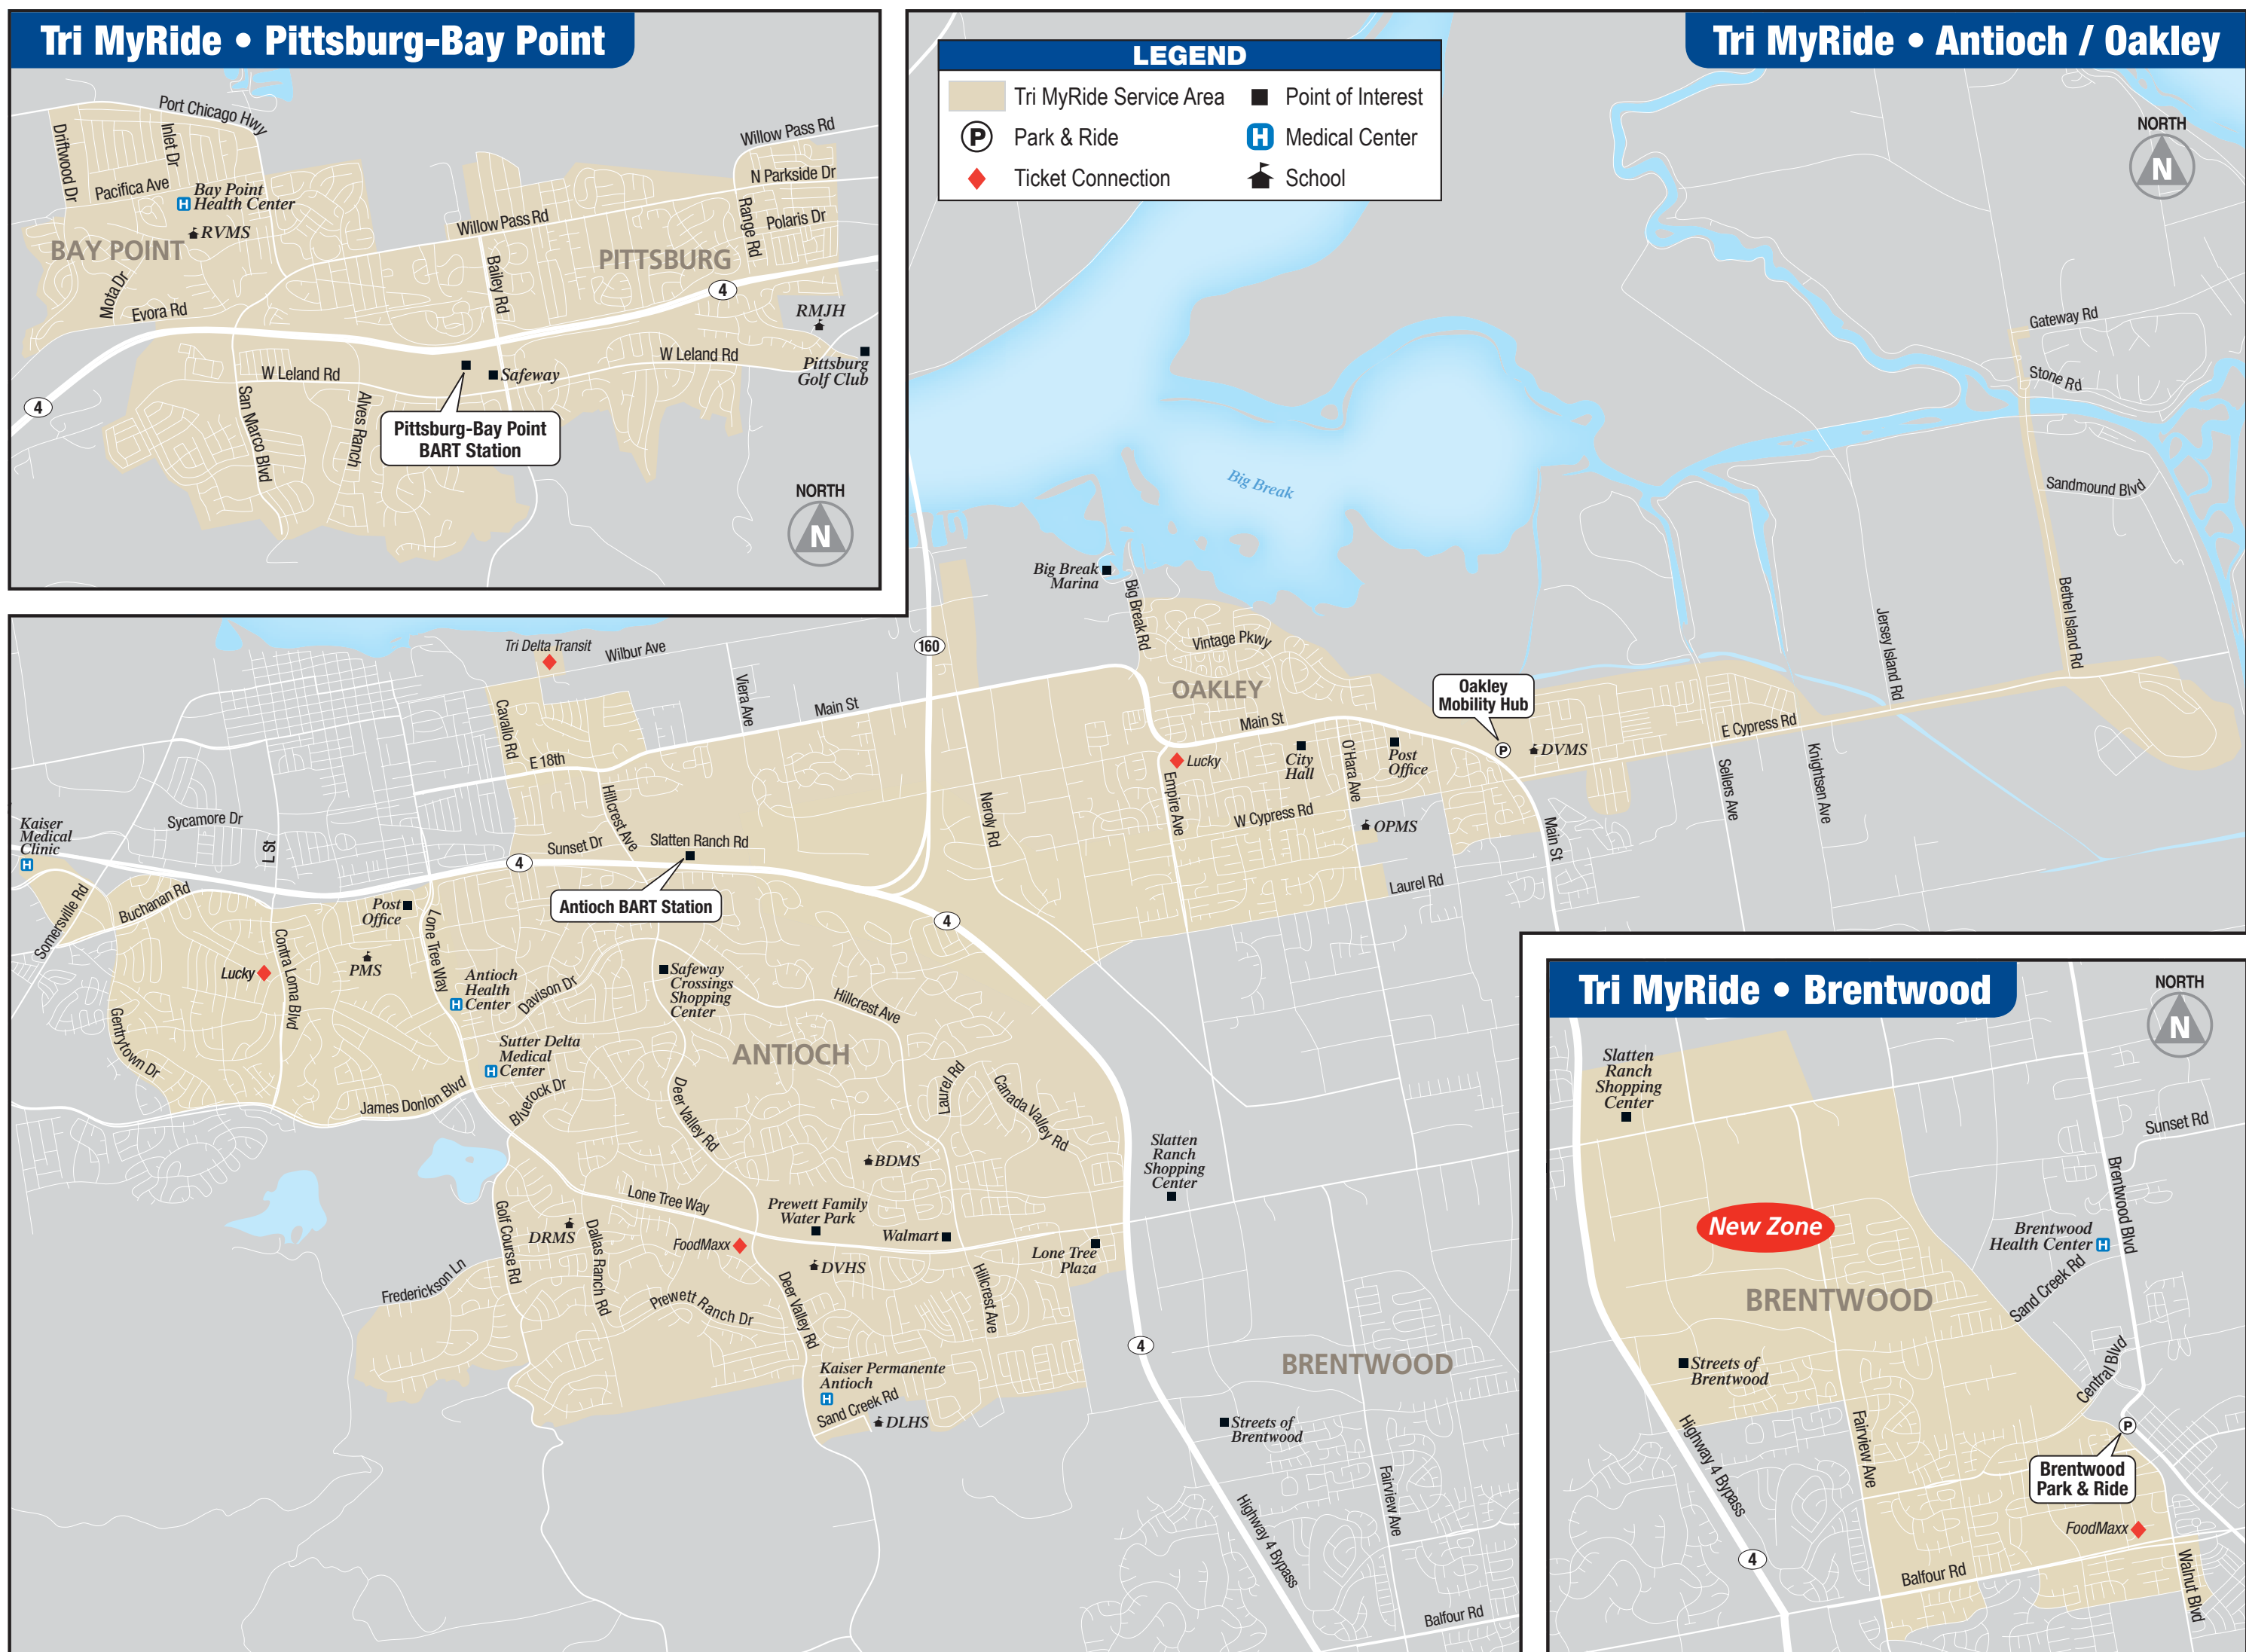 Tri MyRide • Pittsburg-Bay Point
Port Chicago Hwy
Driftwood Dr
Inlet Dr
Pacifica Ave
Bay Point
H Health Center
RVMS
BAY POINT
Mota Dr
Evora Rd
Willow Pass Rd
Willow Pass Rd
N Parkside Dr
Range Rd
Polaris Dr
PITTSBURG
Bailey Rd
4
RMJH
W Leland Rd
Pittsburg
Golf Club
W Leland Rd
Safeway
San Marco Blvd
Alves Ranch
4
Pittsburg-Bay Point
BART Station
NORTH
N
Tri MyRide • Antioch / Oakley
LEGEND
Tri MyRide Service Area
Point of Interest
P Park & Ride
H Medical Center
Ticket Connection
School
NORTH
N
Gateway Rd
Stone Rd
Sandmound Blvd
Bethel Island Rd
Jersey Island Rd
Big Break
Big Break
Marina
Big Break Rd
Vintage Pkwy
OAKLEY
160
Oakley
Mobility Hub
P
DVMS
Main St
E Cypress Rd
Lucky
City
Hall
O'Hara Ave
Post
Office
Empire Ave
W Cypress Rd
OPMS
Main St
Sellers Ave
Knightsen Ave
Laurel Rd
Neroly Rd
Tri Delta Transit
Wilbur Ave
Viera Ave
Main St
Cavallo Rd
E 18th
Hillcrest Ave
Sunset Dr
Slatten Ranch Rd
4
Antioch BART Station
4
Kaiser
Medical
Clinic
H
Sycamore Dr
L St
Somersville Rd
Buchanan Rd
Post
Office
Lone Tree Way
Contra Loma Blvd
Lucky
PMS
Antioch
Health
H Center
Davison Dr
Safeway
Crossings
Shopping
Center
Hillcrest Ave
Gentrytown Dr
Sutter Delta
Medical
H Center
ANTIOCH
James Donlon Blvd
Bluerock Dr
Deer Valley Rd
Laurel Rd
Canada Valley Rd
BDMS
Slatten
Ranch
Shopping
Center
Lone Tree Way
Prewett Family
Water Park
Walmart
Lone Tree
Plaza
Golf Course Rd
DRMS
Dallas Ranch Rd
FoodMaxx
DVHS
Frederickson Ln
Prewett Ranch Dr
Deer Valley Rd
Hillcrest Ave
Kaiser Permanente
Antioch
H
Sand Creek Rd
DLHS
4
BRENTWOOD
Streets of
Brentwood
Fairview Ave
Highway 4 Bypass
Balfour Rd
Tri MyRide • Brentwood
NORTH
N
Slatten
Ranch
Shopping
Center
Sunset Rd
Brentwood Blvd
New Zone
Brentwood
Health Center H
Sand Creek Rd
BRENTWOOD
Streets of
Brentwood
Central Blvd
P
Highway 4 Bypass
Fairview Ave
Brentwood
Park & Ride
FoodMaxx
4
Balfour Rd
Walnut Blvd